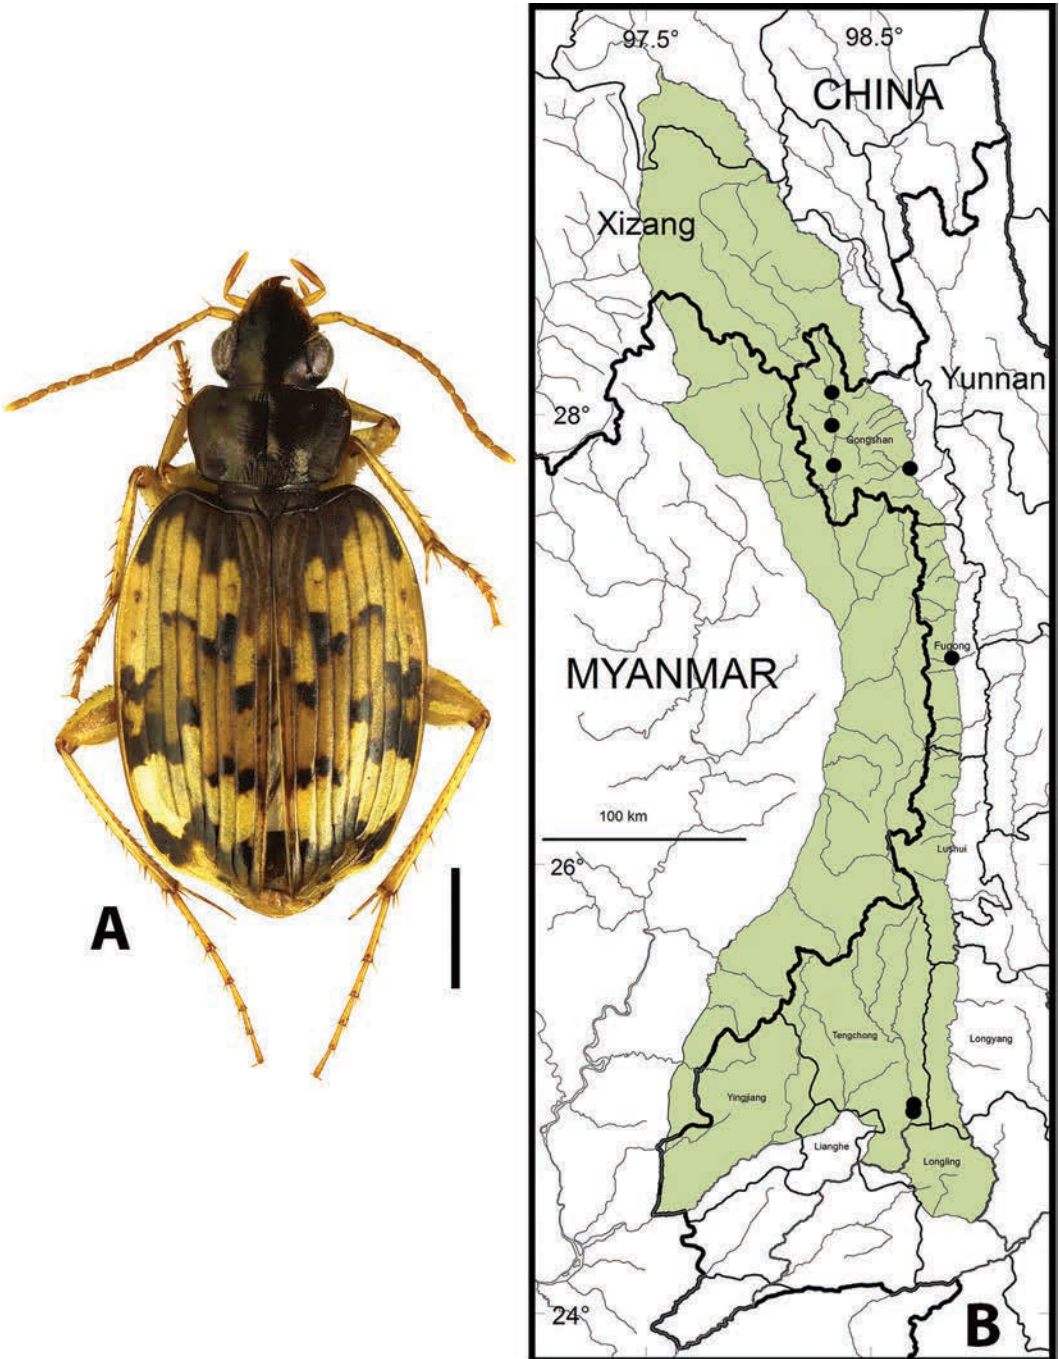 97.5°
98.5°
CHINA
Xizang
Yunnan
28°
Gongshan
MYANMAR
Fugong
100 km
Lushui
26°
A
Tengchong
Longyang
Yingjiang
Lianghe
Longling
24°
B